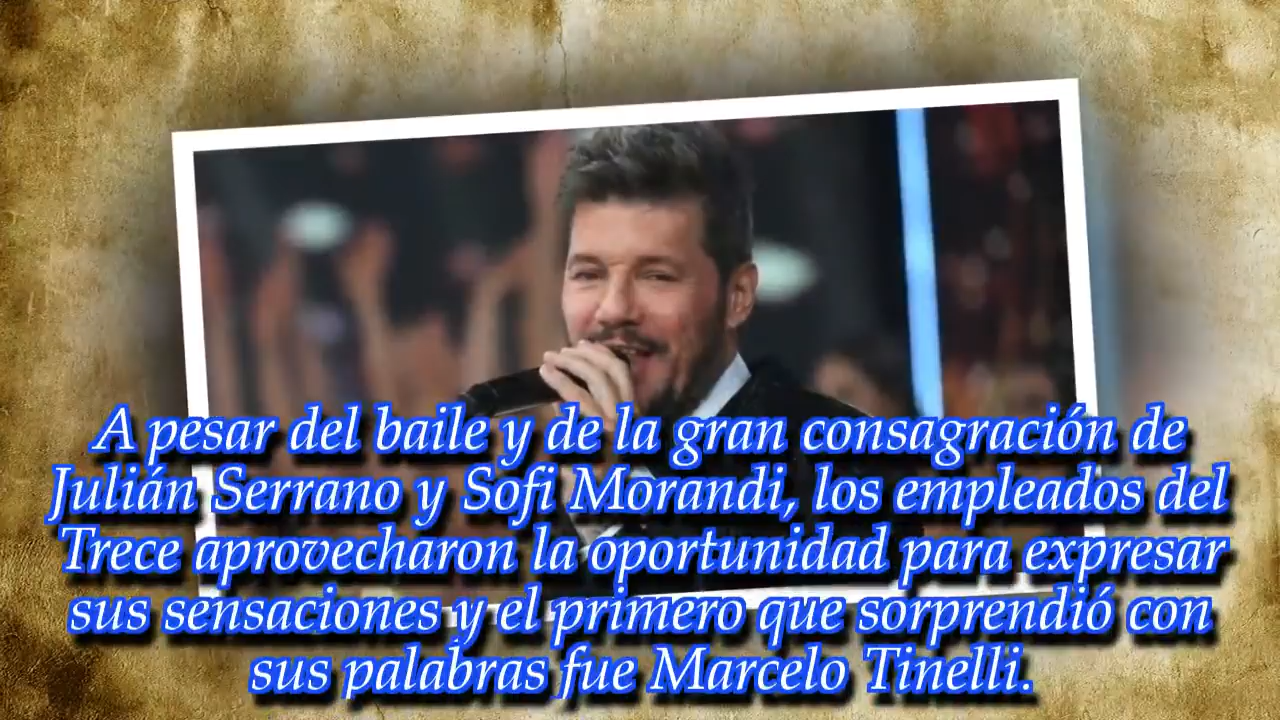 A pesar del baile y de la gran consagración de
Julián Serrano y Sofi Morandi, los empleados del
Trece aprovecharon la oportunidad para expresar
sus sensaciones y el primero que sorprendió con
sus palabras fue Marcelo Tinelli.